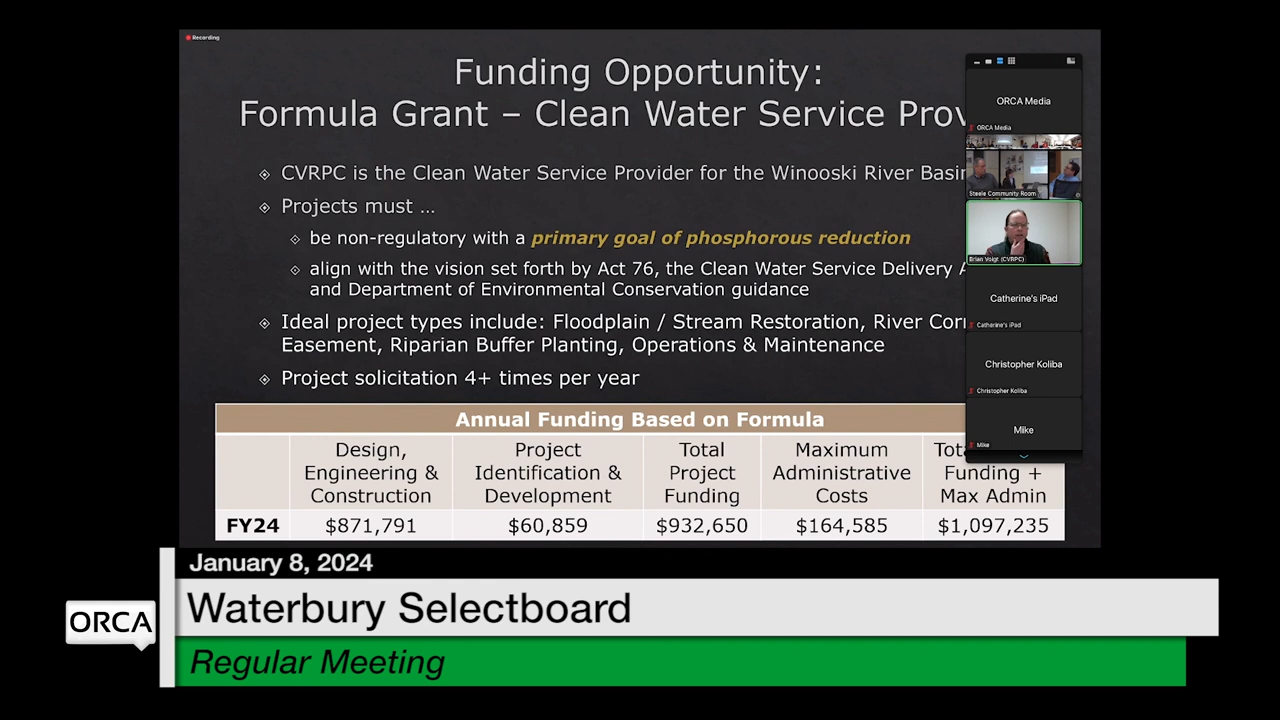 Recording
Funding Opportunity:
Formula Grant – Clean Water Service Prov
CVRPC is the Clean Water Service Provider for the Winooski River Basin
Projects must …
be non-regulatory with a primary goal of phosphorous reduction
align with the vision set forth by Act 76, the Clean Water Service Delivery A
and Department of Environmental Conservation guidance
Ideal project types include: Floodplain / Stream Restoration, River Corr
Easement, Riparian Buffer Planting, Operations & Maintenance
Project solicitation 4+ times per year
Annual Funding Based on Formula
Design, Engineering & Construction
Project Identification & Development
Total Project Funding
Maximum Administrative Costs
Tota Funding + Max Admin
FY24 $871,791 $60,859 $932,650 $164,585 $1,097,235
ORCA Media
ORCA Media
Steele Community Room
Brian Voigt (CVRPC)
Catherine's iPad
Catherine's iPad
Christopher Koliba
Christopher Koliba
Mike
Mike
January 8, 2024
ORCA
Waterbury Selectboard
Regular Meeting